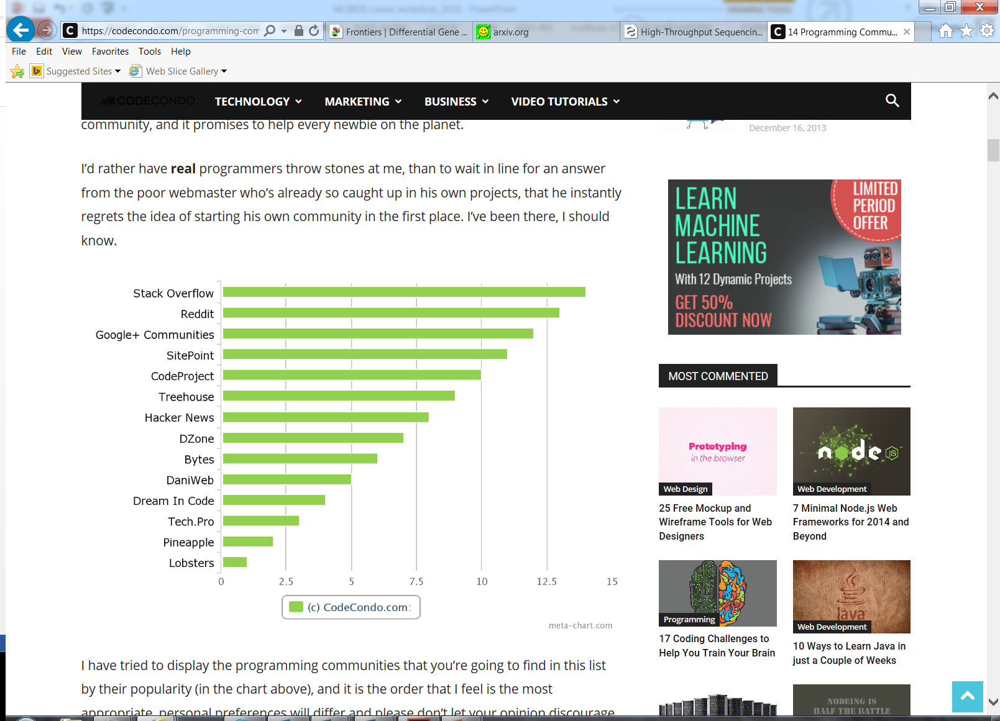 https://codecondo.com/programming-com
Frontiers | Differential Gene ...
arxiv.org
High-Throughput Sequencin...
14 Programming Commu...
File Edit View Favorites Tools Help
Suggested Sites
Web Slice Gallery
CODECONDO
TECHNOLOGY
MARKETING
BUSINESS
VIDEO TUTORIALS
community, and it promises to help every newbie on the planet.
December 16, 2013
I'd rather have real programmers throw stones at me, than to wait in line for an answer
from the poor webmaster who's already so caught up in his own projects, that he instantly
regrets the idea of starting his own community in the first place. I've been there, I should
know.
Stack Overflow
Reddit
Google+ Communities
SitePoint
CodeProject
Treehouse
Hacker News
DZone
Bytes
DaniWeb
Dream In Code
Tech.Pro
Pineapple
Lobsters
0 2.5 5 7.5 10 12.5 15
(c) CodeCondo.com:
meta-chart.com
I have tried to display the programming communities that you're going to find in this list
by their popularity (in the chart above), and it is the order that I feel is the most
appropriate, personal preferences will differ and please don't let your opinion discourage
LEARN
MACHINE
LEARNING
With 12 Dynamic Projects
GET 50%
DISCOUNT NOW
LIMITED
PERIOD
OFFER
MOST COMMENTED
Prototyping
in the browser
Web Design
25 Free Mockup and
Wireframe Tools for Web
Designers
node
JS
Web Development
7 Minimal Node.js Web
Frameworks for 2014 and
Beyond
Programming
17 Coding Challenges to
Help You Train Your Brain
java
Web Development
10 Ways to Learn Java in
just a Couple of Weeks
NODEING IS
HALF THE BATTLE